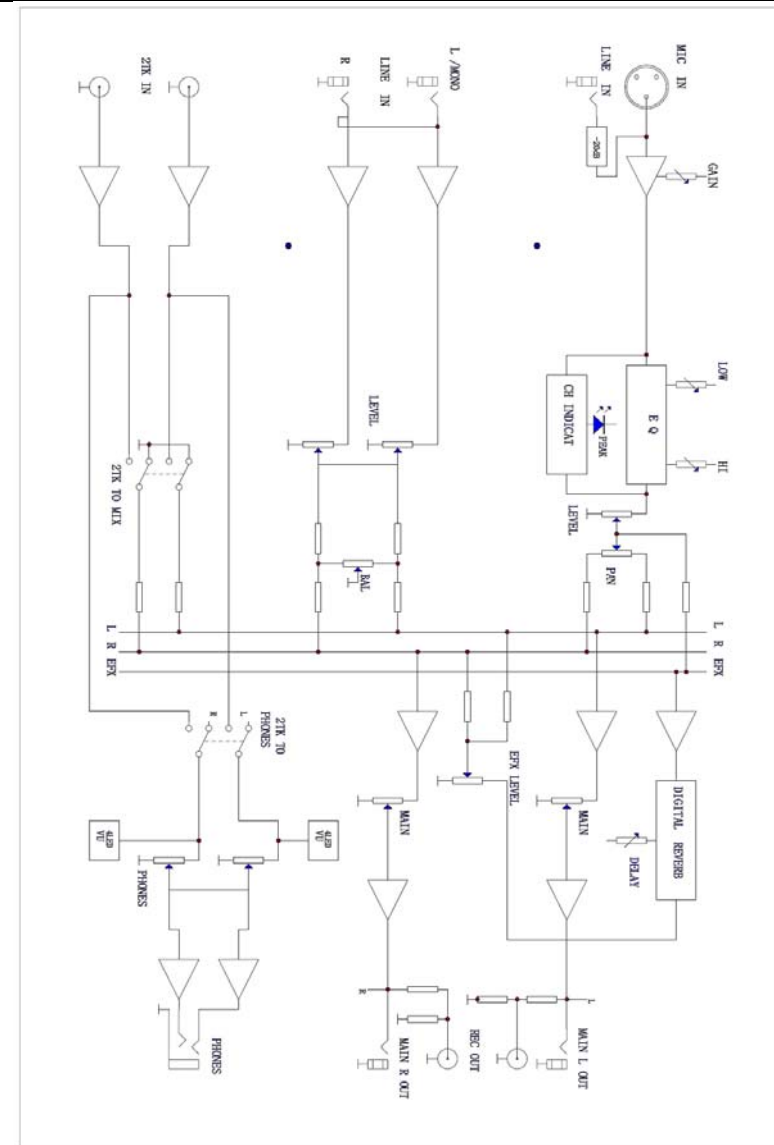 MIC IN
LINE IN
-20dB
GAIN
L /MONO
LINE IN
R
2TK IN
LOW
HI
E Q
CH INDICAT
PEAK
LEVEL
PAN
LEVEL
BAL
2TK TO MIX
L
R
EFX
L
R
EFX
2TK TO
PHONES
L
R
EFX LEVEL
MAIN
MAIN
DIGITAL REVERB
DELAY
4LED
VU
4LED
VU
PHONES
PHONES
R
L
MAIN R OUT
REC OUT
MAIN L OUT